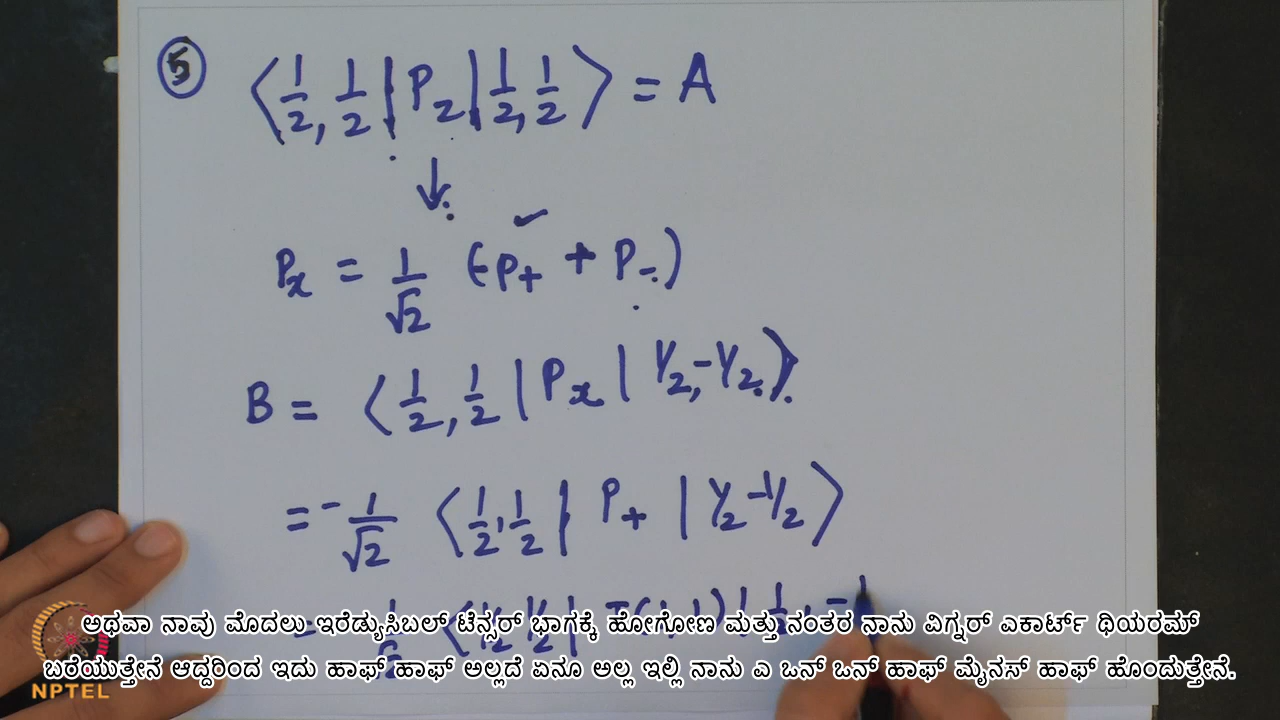 5
⟨1/2, 1/2 | P_z | 1/2, 1/2⟩ = A
↓
P_x = 1/√2 (-P_+ + P_-)
B = ⟨1/2, 1/2 | P_x | 1/2, -1/2⟩
= -1/√2 ⟨1/2, 1/2 | P_+ | 1/2 -1/2⟩
ಅಥವಾ ನಾವು ಮೊದಲು ಇರೆಡ್ಯುಸಿಬಲ್ ಟೆನ್ಸರ್ ಭಾಗಕ್ಕೆ ಹೋಗೋಣ ಮತ್ತು ನಂತರ ನಾನು ವಿಗ್ನರ್ ಎಕಾರ್ಟ್ ಥಿಯರಮ್
ಬರೆಯುತ್ತೇನೆ ಆದ್ದರಿಂದ ಇದು ಹಾಫ್ ಹಾಫ್ ಅಲ್ಲದೆ ಏನೂ ಅಲ್ಲ ಇಲ್ಲಿ ನಾನು ಎ ಒನ್ ಒನ್ ಹಾಫ್ ಮೈನಸ್ ಹಾಫ್ ಹೊಂದುತ್ತೇನೆ.
NPTEL